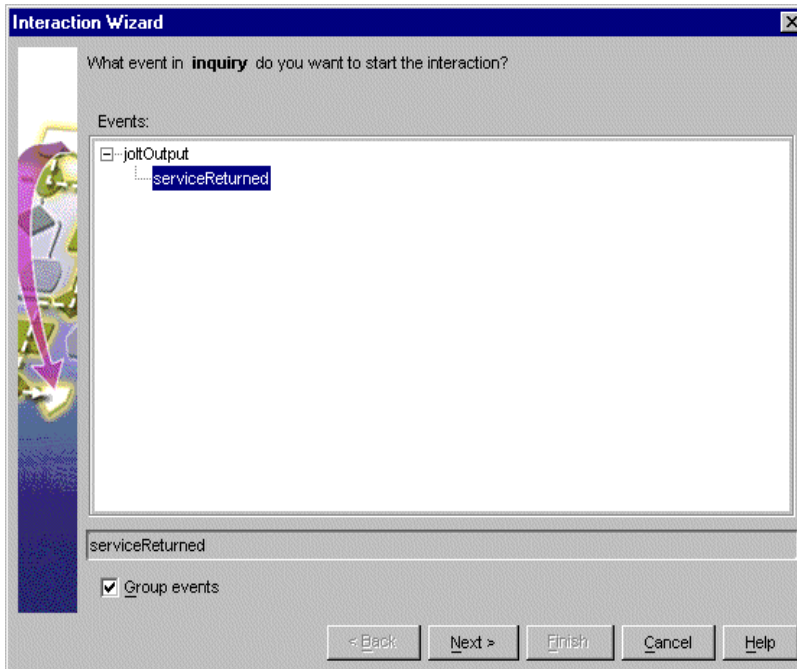 Interaction Wizard
What event in inquiry do you want to start the interaction?
Events:
joltOutput
serviceReturned
serviceReturned
Group events
< Back Next > Finish Cancel Help